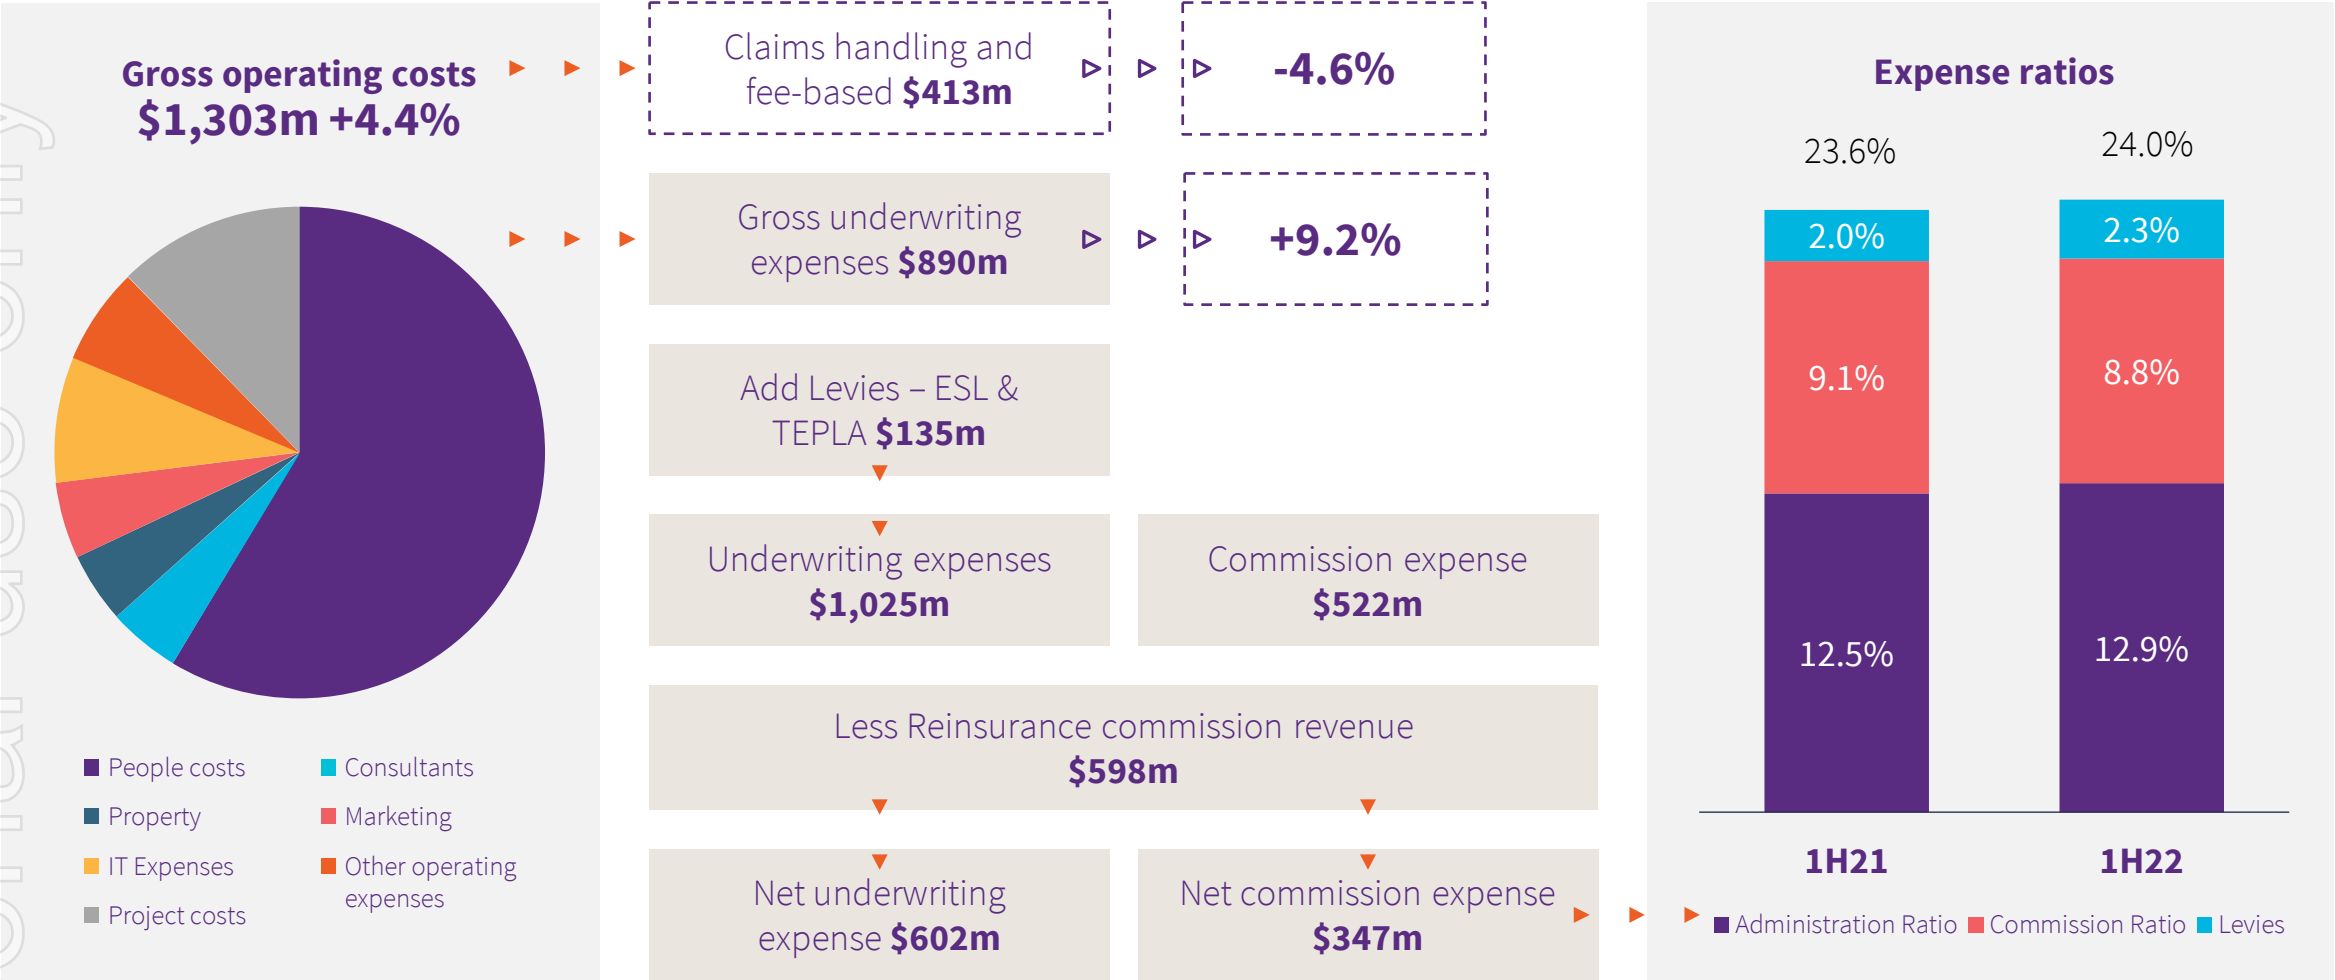 Gross operating costs
$1,303m +4.4%
People costs
Consultants
Property
Marketing
IT Expenses
Other operating
expenses
Project costs
Claims handling and
fee-based $413m
-4.6%
Gross underwriting
expenses $890m
+9.2%
Add Levies – ESL &
TEPLA $135m
Underwriting expenses
$1,025m
Commission expense
$522m
Less Reinsurance commission revenue
$598m
Net underwriting
expense $602m
Net commission expense
$347m
Expense ratios
23.6%
24.0%
2.0%
2.3%
9.1%
8.8%
12.5%
12.9%
1H21
1H22
Administration Ratio
Commission Ratio
Levies